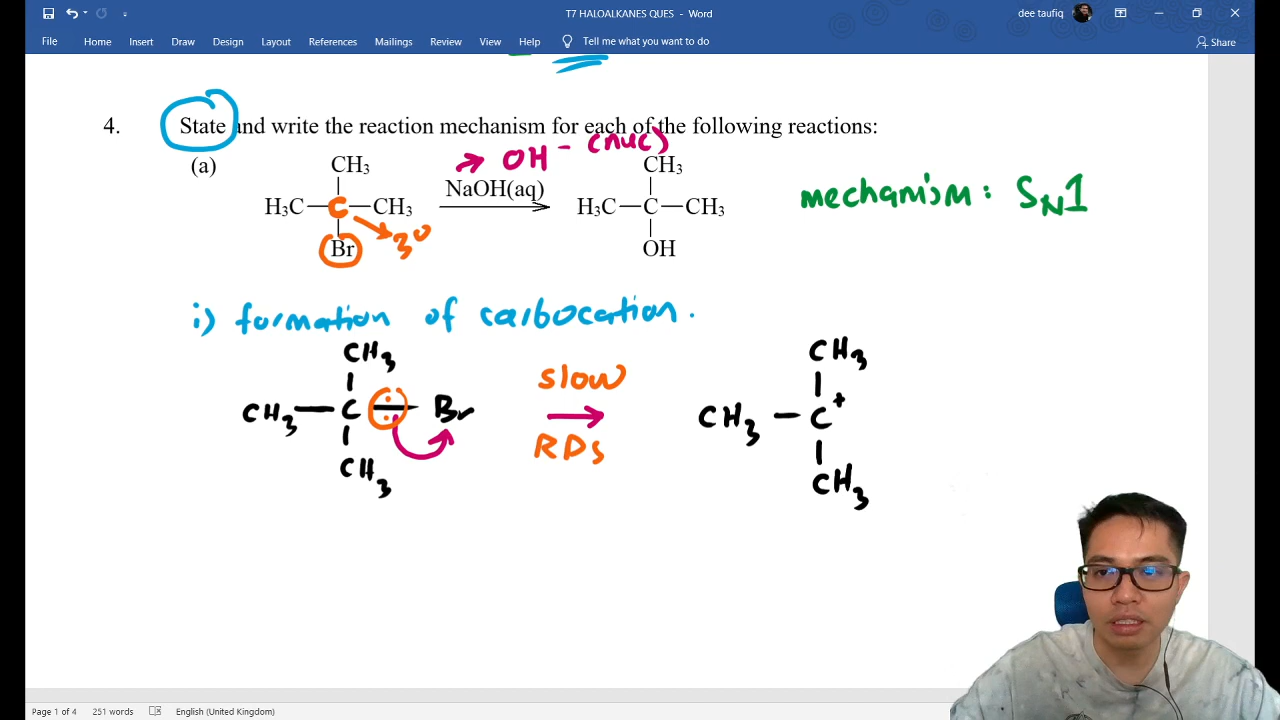 T7 HALOALKANES QUES - Word
dee taufiq
File Home Insert Draw Design Layout References Mailings Review View Help Tell me what you want to do Share
4. State and write the reaction mechanism for each of the following reactions:
(a)
CH3
H3C—C—CH3
Br
3°
→ OH⁻ (nuc)
NaOH(aq)
CH3
H3C—C—CH3
OH
mechanism: SN1
i) formation of carbocation.
CH3
CH3—C—Br
CH3
slow
RDS
CH3
CH3—C+
CH3
Page 1 of 4 251 words English (United Kingdom)